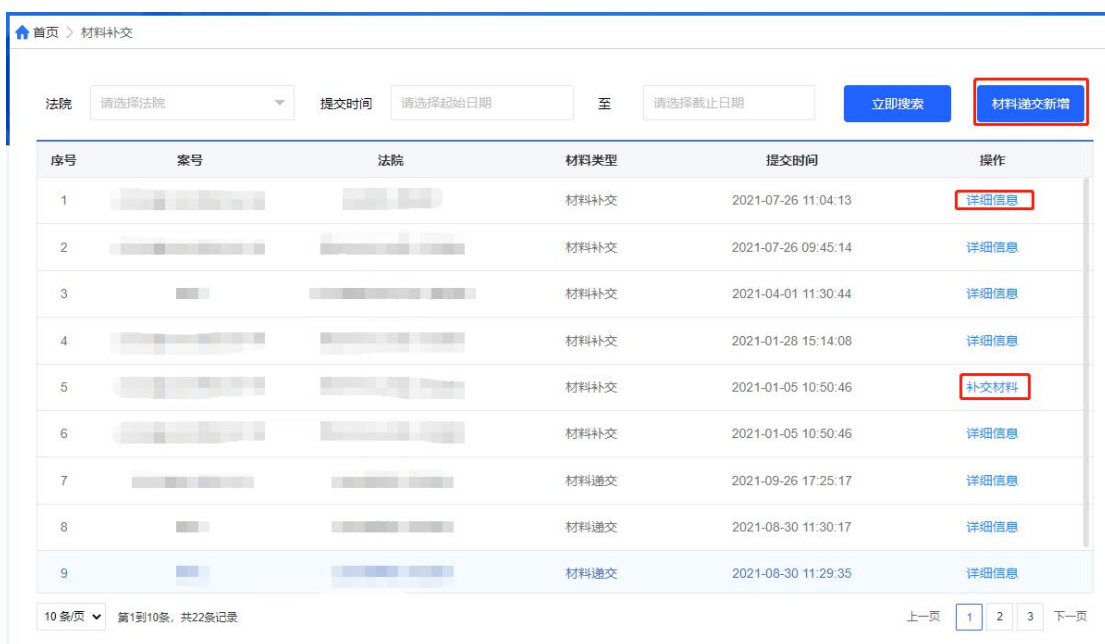 首页 > 材料补交
法院 请选择法院 提交时间 请选择起始日期 至 请选择截止日期 立即搜索 材料递交新增
序号 案号 法院 材料类型 提交时间 操作
1 材料补交 2021-07-26 11:04:13 详细信息
2 材料补交 2021-07-26 09:45:14 详细信息
3 材料补交 2021-04-01 11:30:44 详细信息
4 材料补交 2021-01-28 15:14:08 详细信息
5 材料补交 2021-01-05 10:50:46 补交材料
6 材料补交 2021-01-05 10:50:46 详细信息
7 材料递交 2021-09-26 17:25:17 详细信息
8 材料递交 2021-08-30 11:30:17 详细信息
9 材料递交 2021-08-30 11:29:35 详细信息
10 条/页 第1到10条，共22条记录 上一页 1 2 3 下一页